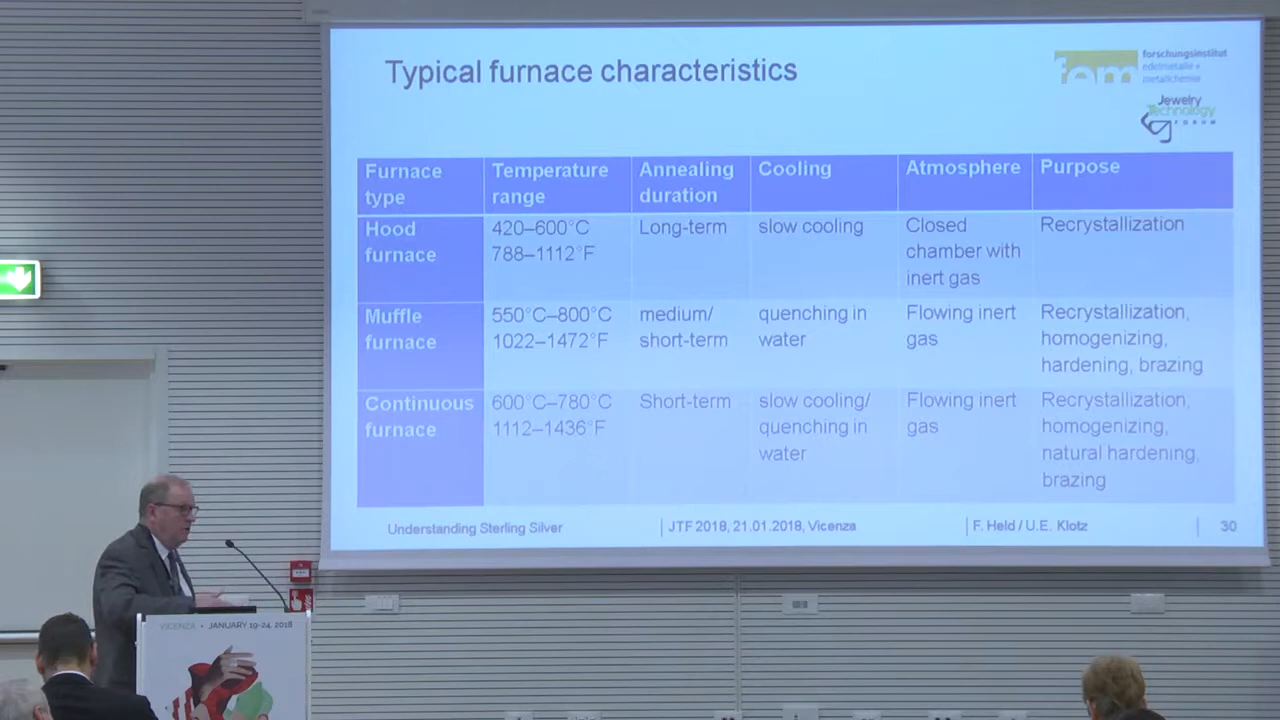 Typical furnace characteristics
fem
forschungsinstitut
edelmetalle +
metallchemie
Jewelry
Technology
FORUM
Furnace type
Temperature range
Annealing duration
Cooling
Atmosphere
Purpose
Hood furnace
420–600°C
788–1112°F
Long-term
slow cooling
Closed
chamber with
inert gas
Recrystallization
Muffle furnace
550°C–800°C
1022–1472°F
medium/
short-term
quenching in
water
Flowing inert
gas
Recrystallization,
homogenizing,
hardening, brazing
Continuous furnace
600°C–780°C
1112–1436°F
Short-term
slow cooling/
quenching in
water
Flowing inert
gas
Recrystallization,
homogenizing,
natural hardening,
brazing
Understanding Sterling Silver
JTF 2018, 21.01.2018, Vicenza
F. Held / U.E. Klotz
30
VICENZA • JANUARY 19-24, 2018